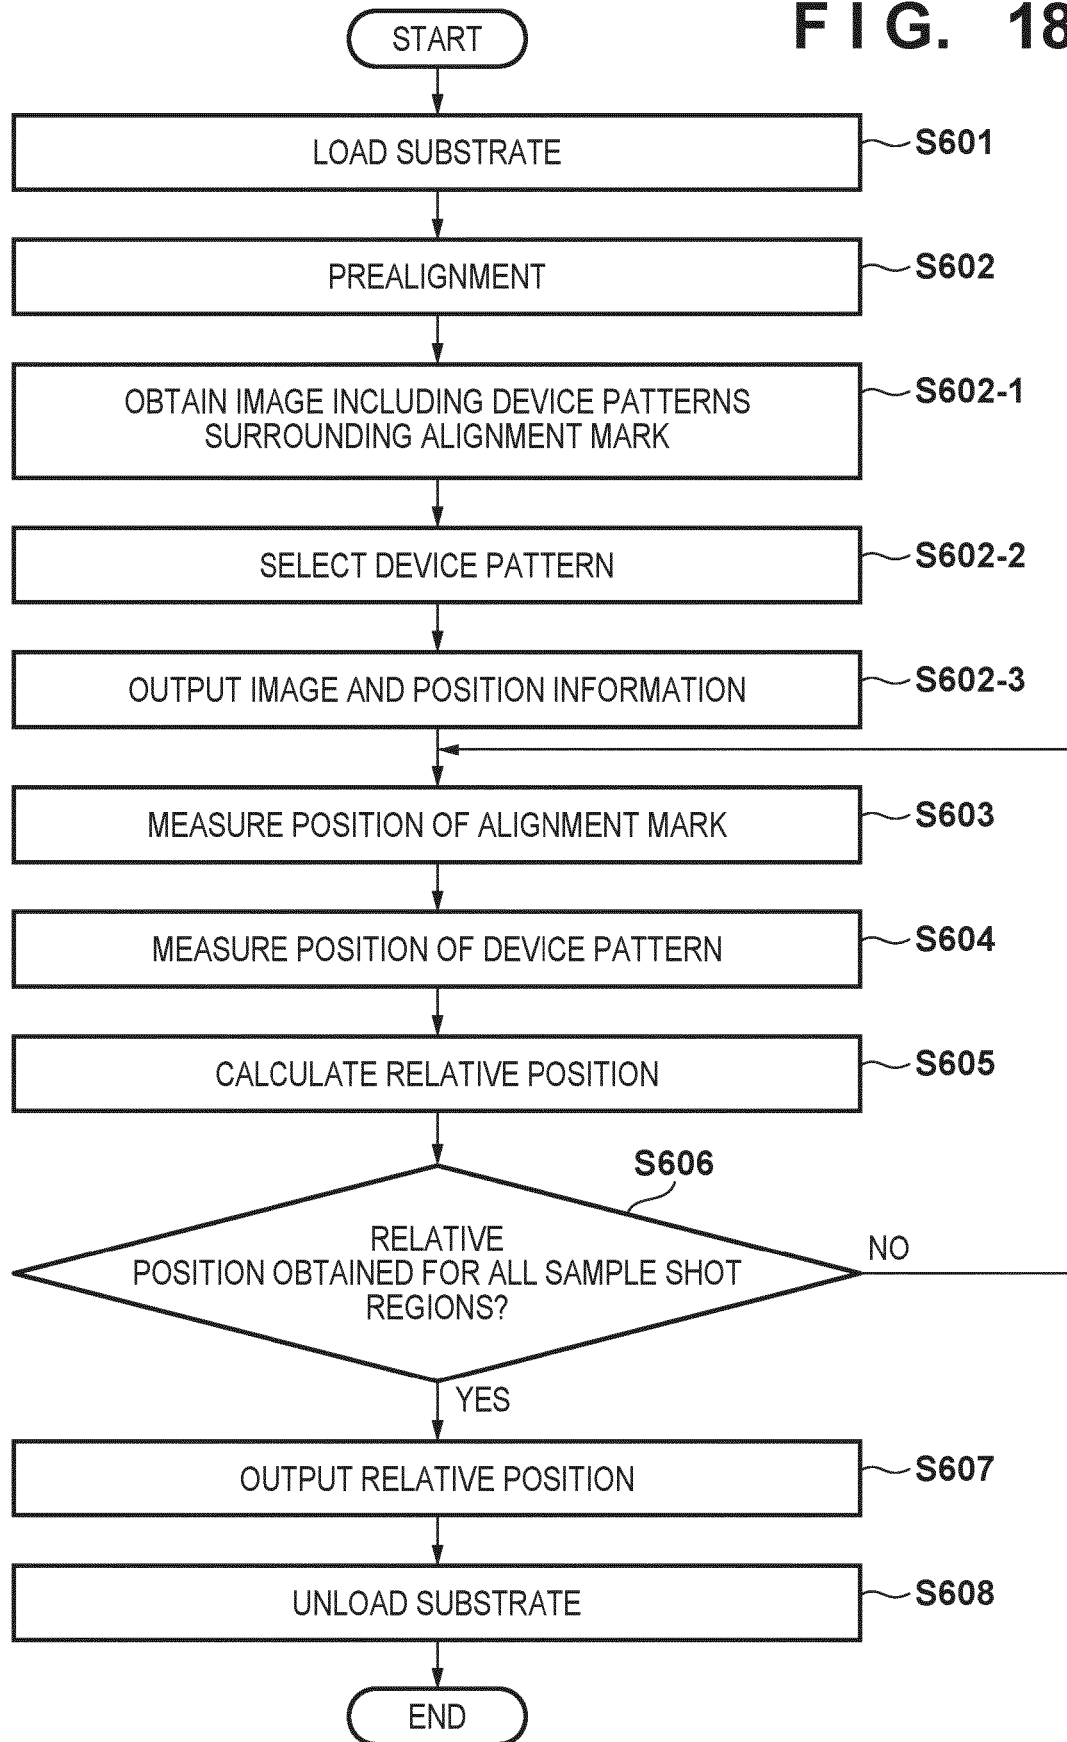 FIG. 18
START
LOAD SUBSTRATE
S601
PREALIGNMENT
S602
OBTAIN IMAGE INCLUDING DEVICE PATTERNS
SURROUNDING ALIGNMENT MARK
S602-1
SELECT DEVICE PATTERN
S602-2
OUTPUT IMAGE AND POSITION INFORMATION
S602-3
MEASURE POSITION OF ALIGNMENT MARK
S603
MEASURE POSITION OF DEVICE PATTERN
S604
CALCULATE RELATIVE POSITION
S605
S606
RELATIVE
POSITION OBTAINED FOR ALL SAMPLE SHOT
REGIONS?
NO
YES
OUTPUT RELATIVE POSITION
S607
UNLOAD SUBSTRATE
S608
END